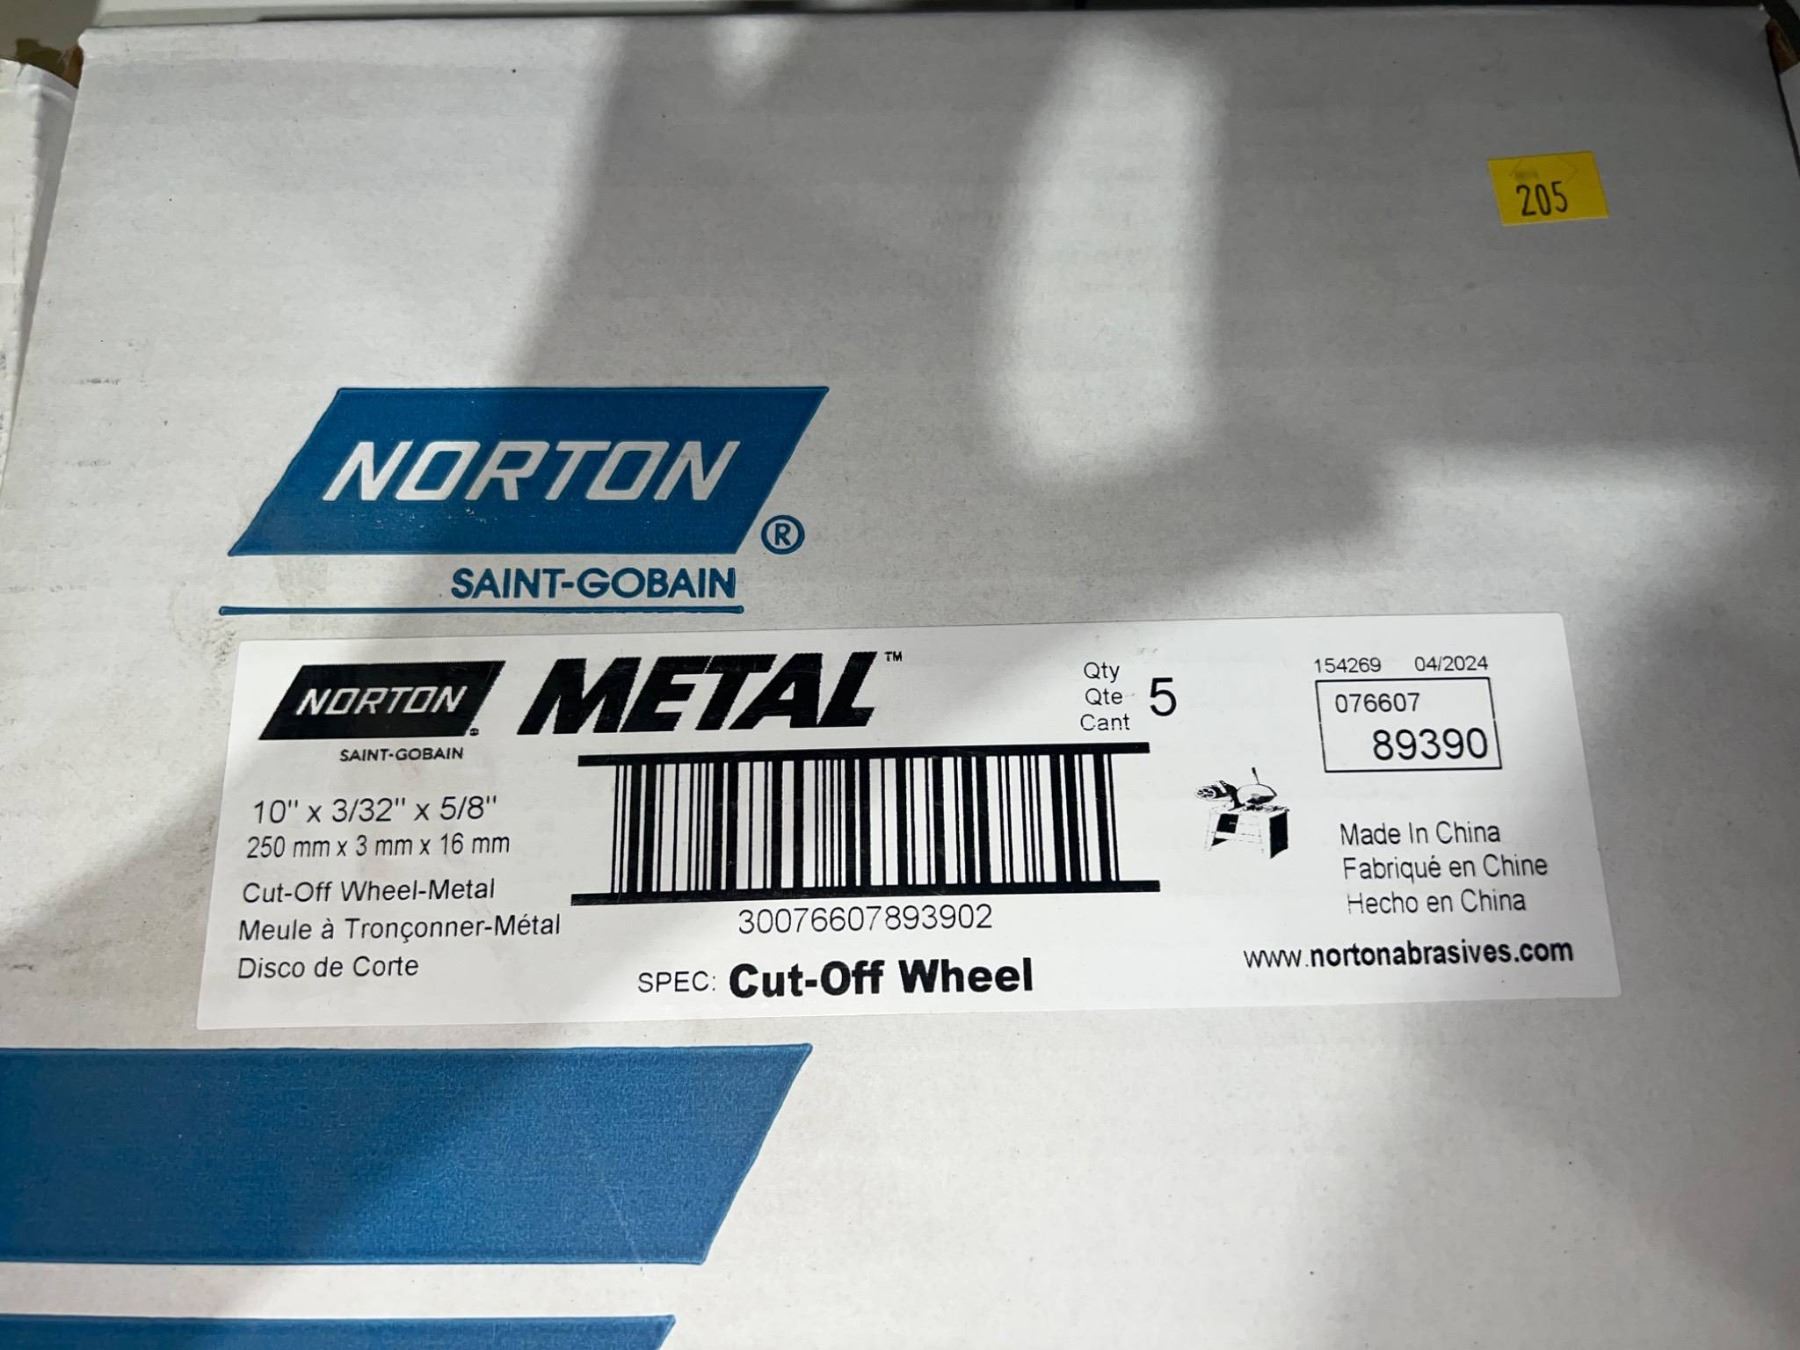 205
NORTON
®
SAINT-GOBAIN
NORTON®
SAINT-GOBAIN
METAL™
Qty
Qte
Cant
5
154269 04/2024
076607
89390
10" x 3/32" x 5/8"
250 mm x 3 mm x 16 mm
Cut-Off Wheel-Metal
Meule à Tronçonner-Métal
Disco de Corte
30076607893902
SPEC: Cut-Off Wheel
Made In China
Fabriqué en Chine
Hecho en China
www.nortonabrasives.com